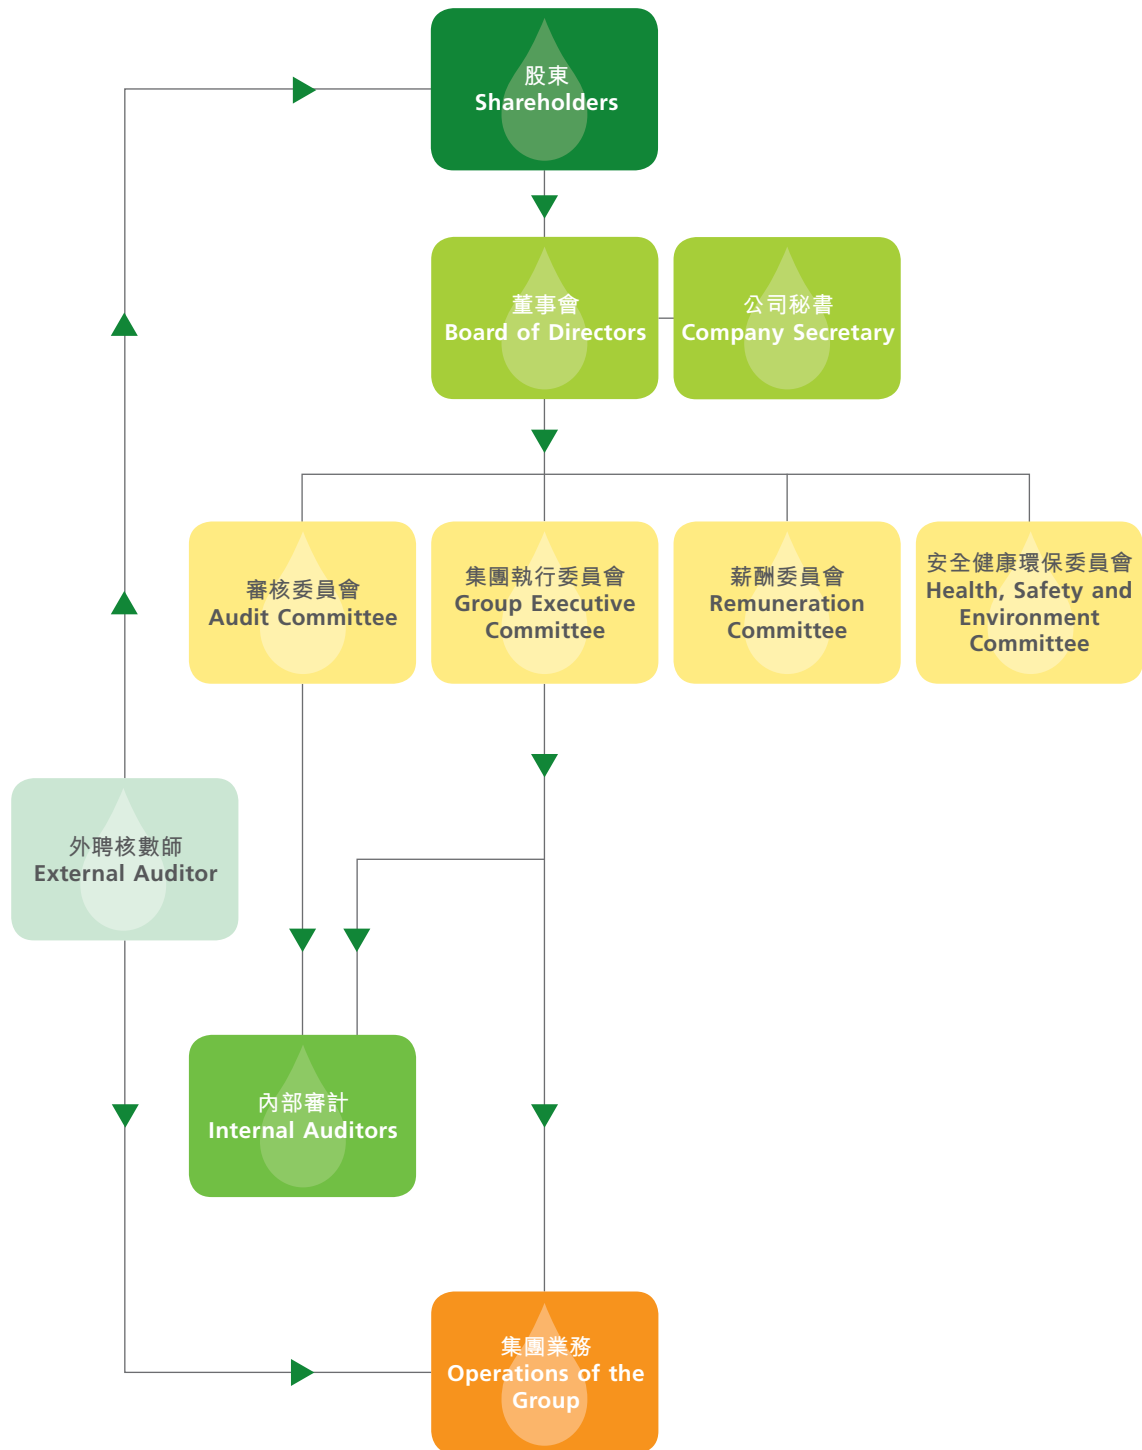 股東
Shareholders
董事會
Board of Directors
公司秘書
Company Secretary
審核委員會
Audit Committee
集團執行委員會
Group Executive
Committee
薪酬委員會
Remuneration
Committee
安全健康環保委員會
Health, Safety and
Environment
Committee
外聘核數師
External Auditor
內部審計
Internal Auditors
集團業務
Operations of the
Group